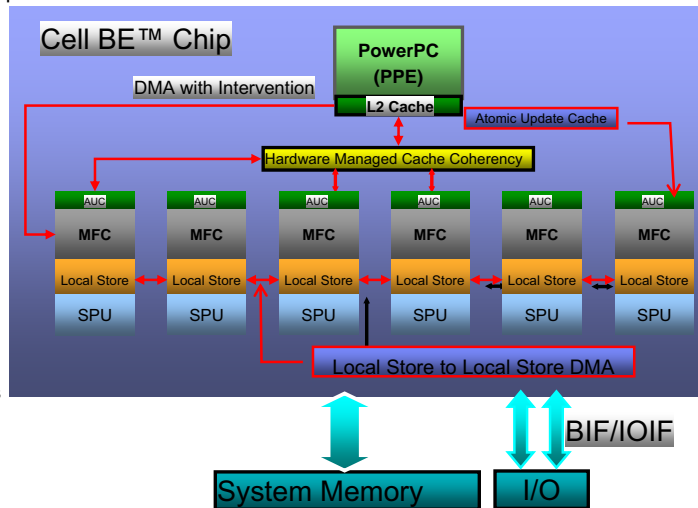 Cell BE™ Chip
PowerPC
(PPE)
DMA with Intervention
L2 Cache
Atomic Update Cache
Hardware Managed Cache Coherency
AUC AUC AUC AUC AUC AUC
MFC MFC MFC MFC MFC MFC
Local Store Local Store Local Store Local Store Local Store Local Store
SPU SPU SPU SPU SPU SPU
Local Store to Local Store DMA
BIF/IOIF
System Memory I/O